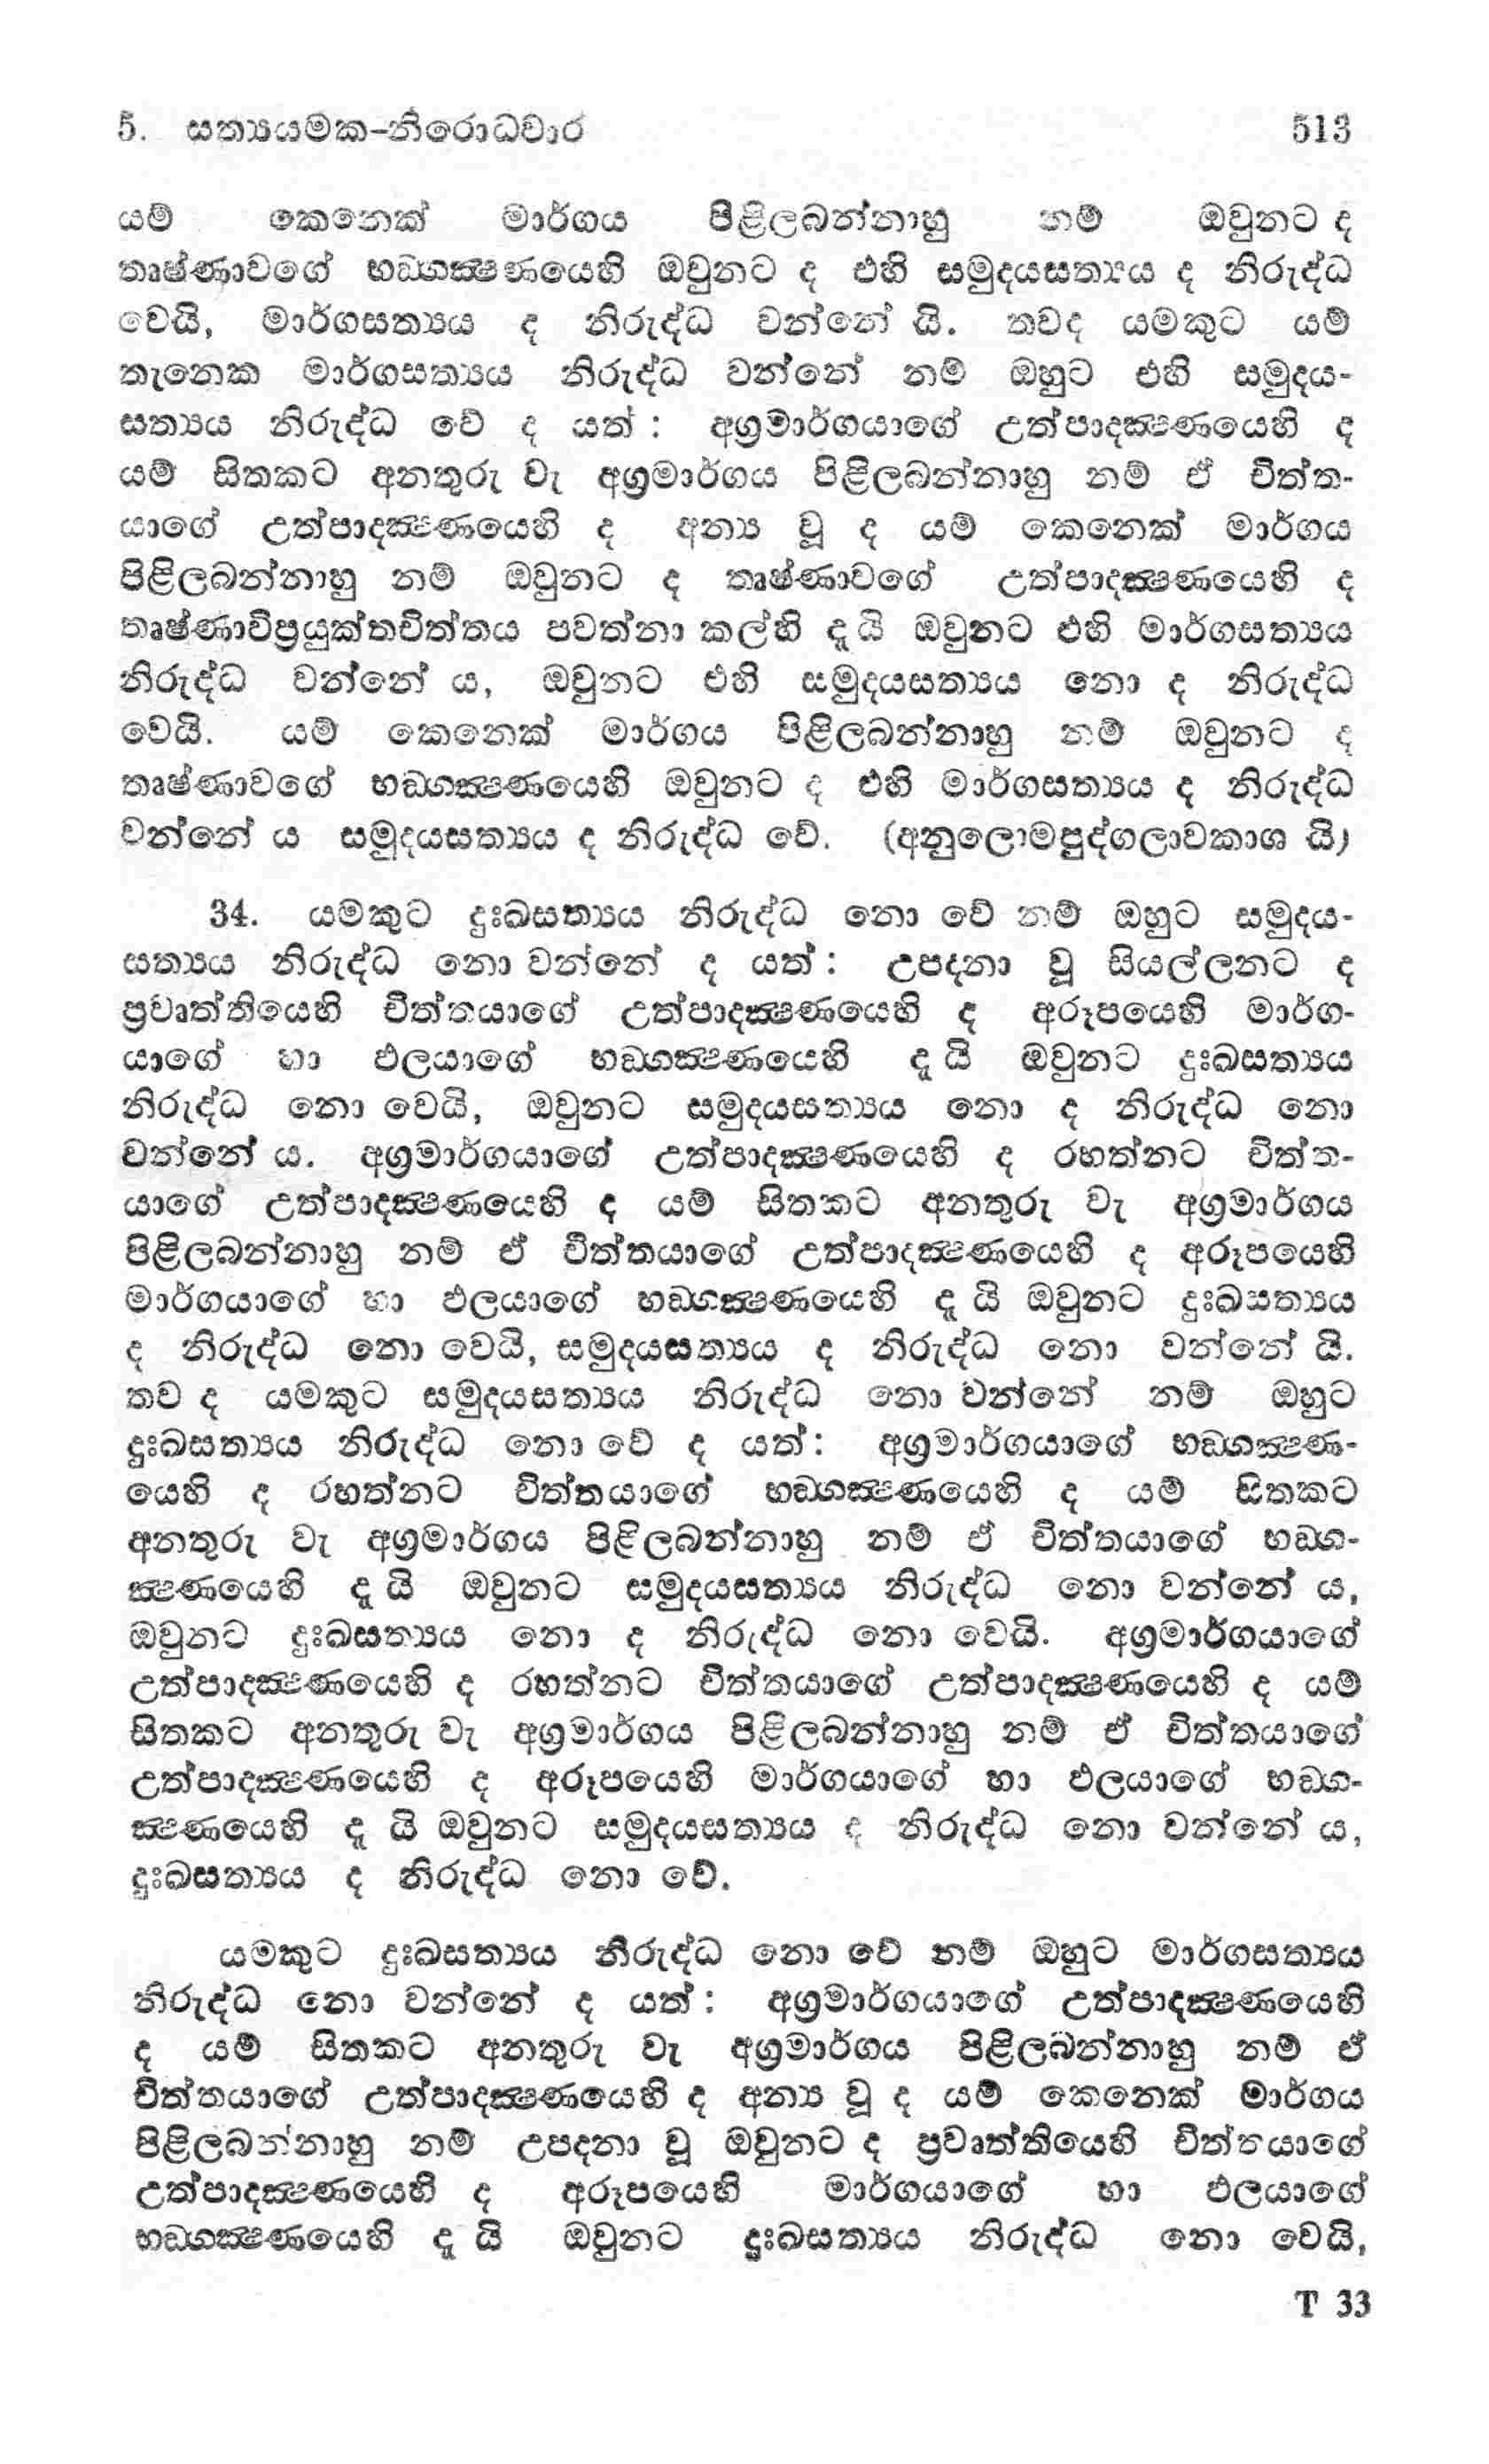 5. සත්‍යයමක-නිරොධවාර 513
යම් කෙනෙක් මාර්ගය පිළිලබන්නාහු නම් ඔවුනට ද
තෘෂ්ණාවගේ භඞ්ගක්‍ෂණයෙහි ඔවුනට ද එහි සමුදයසත්‍යය ද නිරුද්ධ
වෙයි, මාර්ගසත්‍යය ද නිරුද්ධ වන්නේ යි. තවද යමකුට යම්
තැනෙක මාර්ගසත්‍යය නිරුද්ධ වන්නේ නම් ඔහුට එහි සමුදය-
සත්‍යය නිරුද්ධ වේ ද යත් : අග්‍රමාර්ගයාගේ උත්පාදක්‍ෂණයෙහි ද
යම් සිතකට අනතුරු වැ අග්‍රමාර්ගය පිළිලබන්නාහු නම් ඒ චිත්ත-
යාගේ උත්පාදක්‍ෂණයෙහි ද අන්‍ය වූ ද යම් කෙනෙක් මාර්ගය
පිළිලබන්නාහු නම් ඔවුනට ද තෘෂ්ණාවගේ උත්පාදක්‍ෂණයෙහි ද
තෘෂ්ණාවිප්‍රයුක්තචිත්තය පවත්නා කල්හි දූ යි ඔවුනට එහි මාර්ගසත්‍යය
නිරුද්ධ වන්නේ ය, ඔවුනට එහි සමුදයසත්‍යය නො ද නිරුද්ධ
වෙයි. යම් කෙනෙක් මාර්ගය පිළිලබන්නාහු නම් ඔවුනට ද
තෘෂ්ණාවගේ භඞ්ගක්‍ෂණයෙහි ඔවුනට ද එහි මාර්ගසත්‍යය ද නිරුද්ධ
වන්නේ ය සමුදයසත්‍යය ද නිරුද්ධ වේ. (අනුලොමපුද්ගලාවකාශ යි)
34. යමකුට දුඃඛසත්‍යය නිරුද්ධ නො වේ නම් ඔහුට සමුදය-
සත්‍යය නිරුද්ධ නො වන්නේ ද යත් : උපදනා වූ සියල්ලනට ද
ප්‍රවෘත්තියෙහි චිත්තයාගේ උත්පාදක්‍ෂණයෙහි ද අරූපයෙහි මාර්ග-
යාගේ හා ඵලයාගේ භඞ්ගක්‍ෂණයෙහි දූ යි ඔවුනට දුඃඛසත්‍යය
නිරුද්ධ නො වෙයි, ඔවුනට සමුදයසත්‍යය නො ද නිරුද්ධ නො
වන්නේ ය. අග්‍රමාර්ගයාගේ උත්පාදක්‍ෂණයෙහි ද රහත්නට චිත්ත-
යාගේ උත්පාදක්‍ෂණයෙහි ද යම් සිතකට අනතුරු වැ අග්‍රමාර්ගය
පිළිලබන්නාහු නම් ඒ චිත්තයාගේ උත්පාදක්‍ෂණයෙහි ද අරූපයෙහි
මාර්ගයාගේ හා ඵලයාගේ භඞ්ගක්‍ෂණයෙහි දූ යි ඔවුනට දුඃඛසත්‍යය
ද නිරුද්ධ නො වෙයි, සමුදයසත්‍යය ද නිරුද්ධ නො වන්නේ යි.
තව ද යමකුට සමුදයසත්‍යය නිරුද්ධ නො වන්නේ නම් ඔහුට
දුඃඛසත්‍යය නිරුද්ධ නො වේ ද යත් : අග්‍රමාර්ගයාගේ භඞ්ගක්‍ෂණ-
යෙහි ද රහත්නට චිත්තයාගේ භඞ්ගක්‍ෂණයෙහි ද යම් සිතකට
අනතුරු වැ අග්‍රමාර්ගය පිළිලබන්නාහු නම් ඒ චිත්තයාගේ භඞ්ග-
ක්‍ෂණයෙහි දූ යි ඔවුනට සමුදයසත්‍යය නිරුද්ධ නො වන්නේ ය,
ඔවුනට දුඃඛසත්‍යය නො ද නිරුද්ධ නො වෙයි. අග්‍රමාර්ගයාගේ
උත්පාදක්‍ෂණයෙහි ද රහත්නට චිත්තයාගේ උත්පාදක්‍ෂණයෙහි ද යම්
සිතකට අනතුරු වැ අග්‍රමාර්ගය පිළිලබන්නාහු නම් ඒ චිත්තයාගේ
උත්පාදක්‍ෂණයෙහි ද අරූපයෙහි මාර්ගයාගේ හා ඵලයාගේ භඞ්ග-
ක්‍ෂණයෙහි දූ යි ඔවුනට සමුදයසත්‍යය ද නිරුද්ධ නො වන්නේ ය,
දුඃඛසත්‍යය ද නිරුද්ධ නො වේ.
යමකුට දුඃඛසත්‍යය නිරුද්ධ නො වේ නම් ඔහුට මාර්ගසත්‍යය
නිරුද්ධ නො වන්නේ ද යත් : අග්‍රමාර්ගයාගේ උත්පාදක්‍ෂණයෙහි
ද යම් සිතකට අනතුරු වැ අග්‍රමාර්ගය පිළිලබන්නාහු නම් ඒ
චිත්තයාගේ උත්පාදක්‍ෂණයෙහි ද අන්‍ය වූ ද යම් කෙනෙක් මාර්ගය
පිළිලබන්නාහු නම් උපදනා වූ ඔවුනට ද ප්‍රවෘත්තියෙහි චිත්තයාගේ
උත්පාදක්‍ෂණයෙහි ද අරූපයෙහි මාර්ගයාගේ හා ඵලයාගේ
භඞ්ගක්‍ෂණයෙහි දූ යි ඔවුනට දුඃඛසත්‍යය නිරුද්ධ නො වෙයි,
T 33